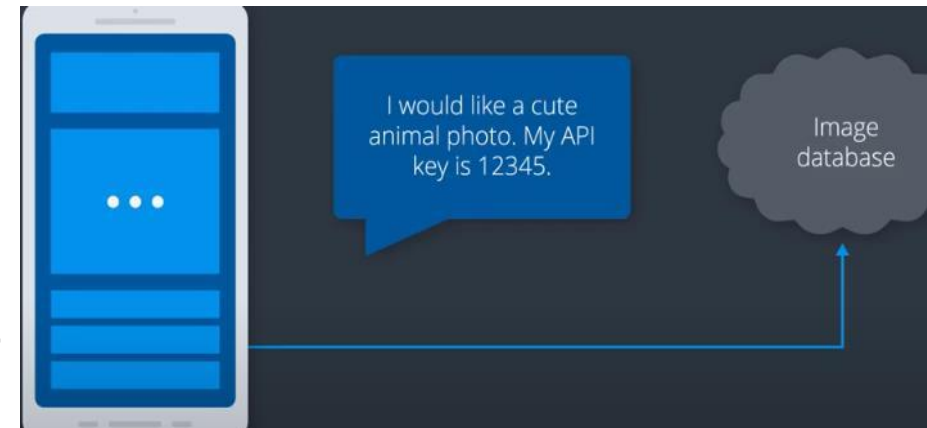 I would like a cute
animal photo. My API
key is 12345.
Image
database